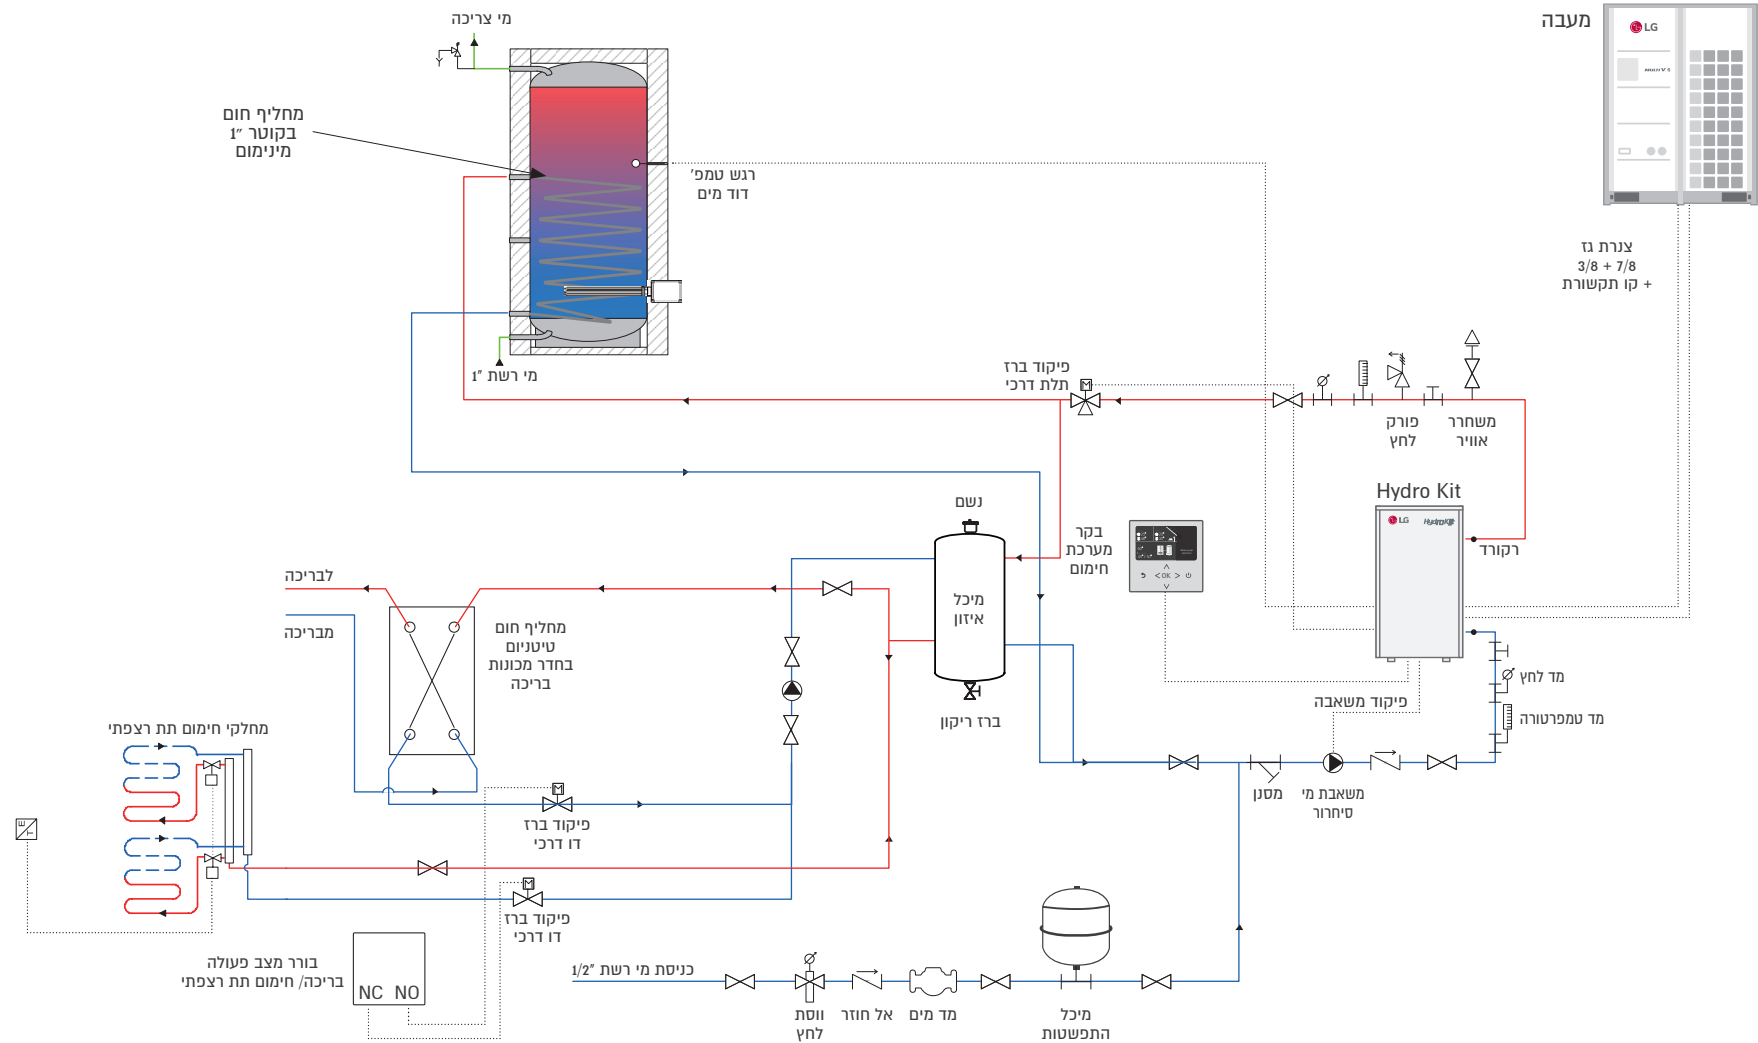 מי צריכה
מעבה
LG
MULTI V 5
מחליף חום
בקוטר 1"
מינימום
רגש טמפ'
דוד מים
צנרת גז
3/8 + 7/8
+ קו תקשורת
מי רשת 1"
פיקוד ברז
תלת דרכי
M
פורק
לחץ
משחרר
אוויר
Hydro Kit
LG
HydroKit
רקורד
נשם
בקר
מערכת
חימום
< OK >
מיכל
איזון
ברז ריקון
לבריכה
מבריכה
מחליף חום
טיטניום
בחדר מכונות
בריכה
מד לחץ
מד טמפרטורה
פיקוד משאבה
מחלקי חימום תת רצפתי
M
פיקוד ברז
דו דרכי
מסנן
משאבת מי
סיחרור
T E
M
פיקוד ברז
דו דרכי
בורר מצב פעולה
בריכה/ חימום תת רצפתי
NC NO
כניסת מי רשת 1/2"
ווסת
לחץ
אל חוזר
מד מים
מיכל
התפשטות